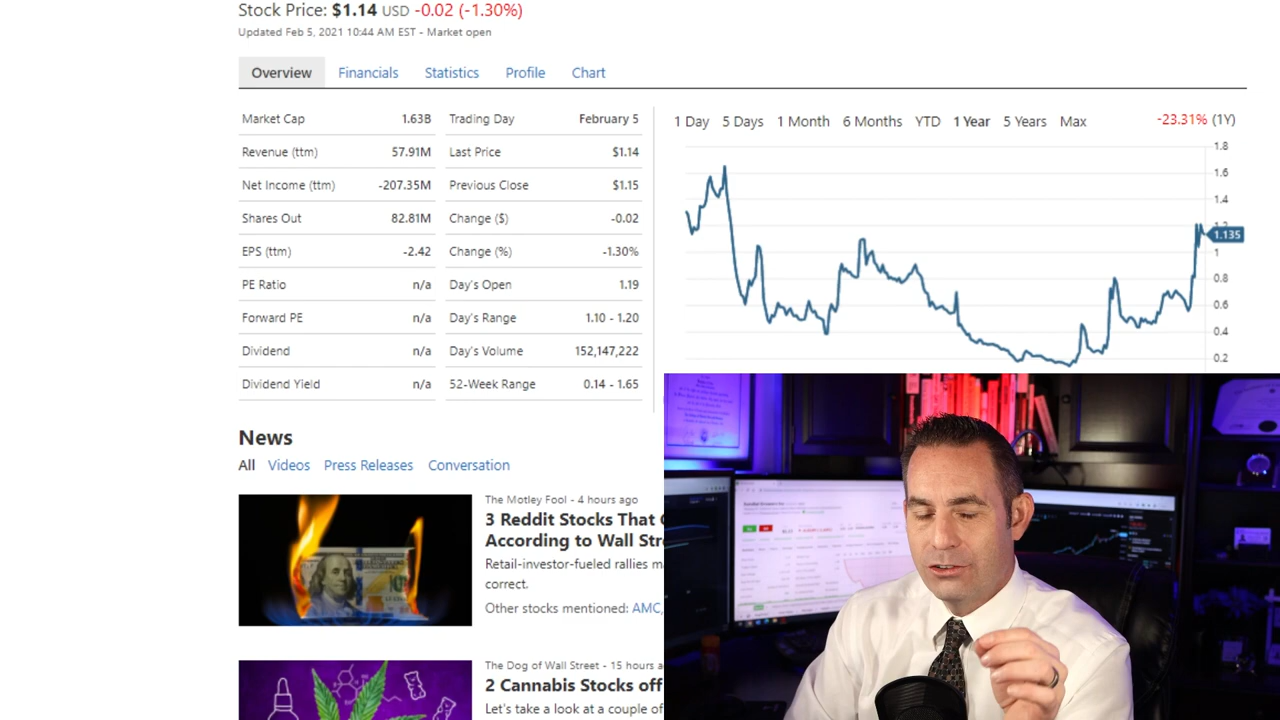 Stock Price: $1.14 USD -0.02 (-1.30%)
Updated Feb 5, 2021 10:44 AM EST - Market open
Overview Financials Statistics Profile Chart
Market Cap 1.63B
Revenue (ttm) 57.91M
Net Income (ttm) -207.35M
Shares Out 82.81M
EPS (ttm) -2.42
PE Ratio n/a
Forward PE n/a
Dividend n/a
Dividend Yield n/a
Trading Day February 5
Last Price $1.14
Previous Close $1.15
Change ($) -0.02
Change (%) -1.30%
Day's Open 1.19
Day's Range 1.10 - 1.20
Day's Volume 152,147,222
52-Week Range 0.14 - 1.65
1 Day 5 Days 1 Month 6 Months YTD 1 Year 5 Years Max -23.31% (1Y)
1.8
1.6
1.4
1.2
1.135
1
0.8
0.6
0.4
0.2
News
All Videos Press Releases Conversation
The Motley Fool - 4 hours ago
3 Reddit Stocks That
According to Wall
Retail-investor-fueled rallies
correct.
Other stocks mentioned: AMC,
The Dog of Wall Street - 15 hours
2 Cannabis Stocks off
Let's take a look at a couple of